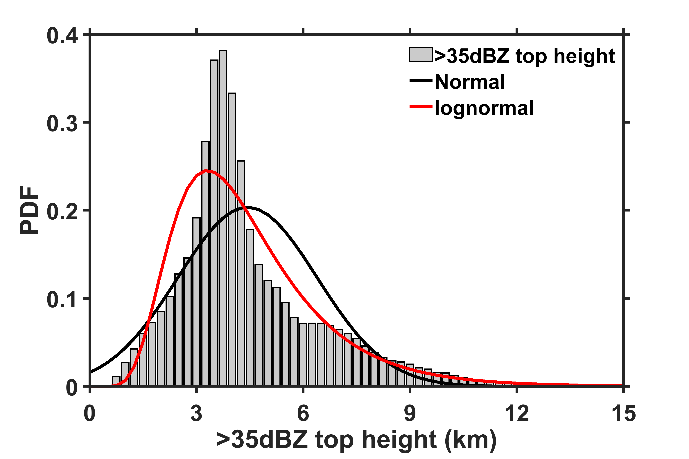 0.4
0.3
0.2
0.1
0
PDF
>35dBZ top height
Normal
lognormal
0 3 6 9 12 15
>35dBZ top height (km)